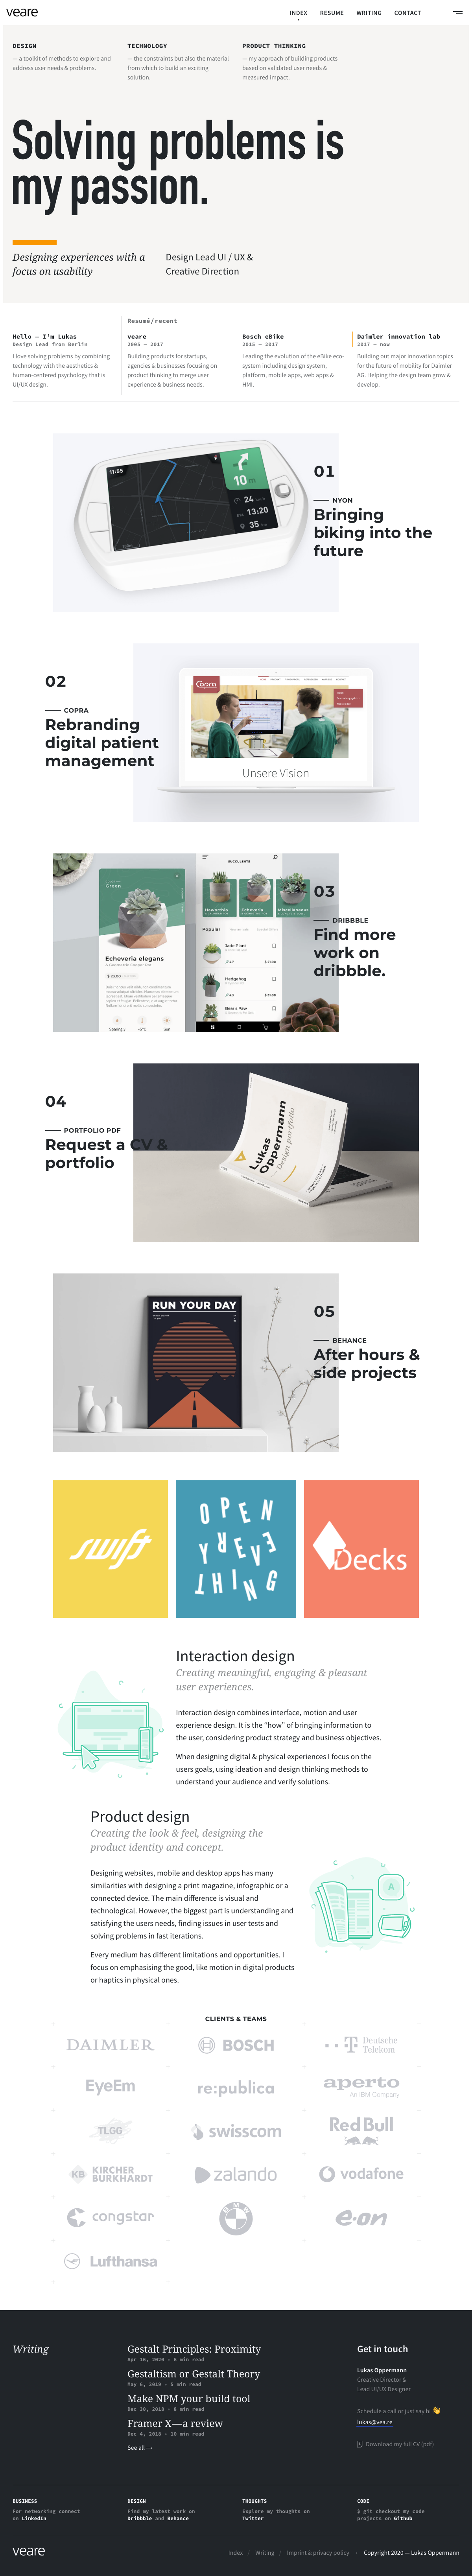 veare
INDEX RESUME WRITING CONTACT
DESIGN
— a toolkit of methods to explore and
address user needs & problems.
TECHNOLOGY
— the constraints but also the material
from which to build an exciting
solution.
PRODUCT THINKING
— my approach of building products
based on validated user needs &
measured impact.
Solving problems is
my passion.
Designing experiences with a
focus on usability
Design Lead UI / UX &
Creative Direction
Resumé/recent
Hello — I'm Lukas
Design Lead from Berlin
I love solving problems by combining
technology with the aesthetics &
human-centered psychology that is
UI/UX design.
veare
2005 — 2017
Building products for startups,
agencies & businesses focusing on
product thinking to merge user
experience & business needs.
Bosch eBike
2015 — 2017
Leading the evolution of the eBike eco-
system including design system,
platform, mobile apps, web apps &
HMI.
Daimler innovation lab
2017 — now
Building out major innovation topics
for the future of mobility for Daimler
AG. Helping the design team grow &
develop.
11:59
10
24
13:20
35
01
NYON
Bringing
biking into the
future
02
COPRA
Rebranding
digital patient
management
Copra
Unsere Vision
Green
Echeveria elegans
$ 25,00
Sparingly
-5°C
Sun
SUCCULENTS
Haworthia
Echeveria
Miscellaneous
Popular
Jade Plant
Hedgehog
Bear's Paw
03
DRIBBBLE
Find more
work on
dribbble.
04
PORTFOLIO PDF
Request a CV &
portfolio
Lukas
Oppermann
Design portfolio
RUN YOUR DAY
05
BEHANCE
After hours &
side projects
swift
OPEN
EVERY
THING
Decks
Interaction design
Creating meaningful, engaging & pleasant
user experiences.
Interaction design combines interface, motion and user
experience design. It is the “how” of bringing information to
the user, considering product strategy and business objectives.
When designing digital & physical experiences I focus on the
users goals, using ideation and design thinking methods to
understand your audience and verify solutions.
Product design
Creating the look & feel, designing the
product identity and concept.
Designing websites, mobile and desktop apps has many
similarities with designing a print magazine, infographic or a
connected device. The main difference is visual and
technological. However, the biggest part is understanding and
satisfying the users needs, finding issues in user tests and
solving problems in fast iterations.
Every medium has different limitations and opportunities. I
focus on emphasising the good, like motion in digital products
or haptics in physical ones.
A
CLIENTS & TEAMS
DAIMLER
BOSCH
T Deutsche
Telekom
EyeEm
re:publica
aperto
An IBM Company
TLGG
swisscom
Red Bull
KB KIRCHER
BURKHARDT
zalando
vodafone
congstar
BMW
e·on
Lufthansa
Writing
Gestalt Principles: Proximity
Apr 16, 2020 · 6 min read
Gestaltism or Gestalt Theory
May 6, 2019 · 5 min read
Make NPM your build tool
Dec 30, 2018 · 8 min read
Framer X—a review
Dec 4, 2018 · 10 min read
See all →
Get in touch
Lukas Oppermann
Creative Director &
Lead UI/UX Designer
Schedule a call or just say hi 👋
lukas@vea.re
Download my full CV (pdf)
BUSINESS
For networking connect
on LinkedIn
DESIGN
Find my latest work on
Dribbble and Behance
THOUGHTS
Explore my thoughts on
Twitter
CODE
$ git checkout my code
projects on Github
veare
Index / Writing / Imprint & privacy policy · Copyright 2020 — Lukas Oppermann